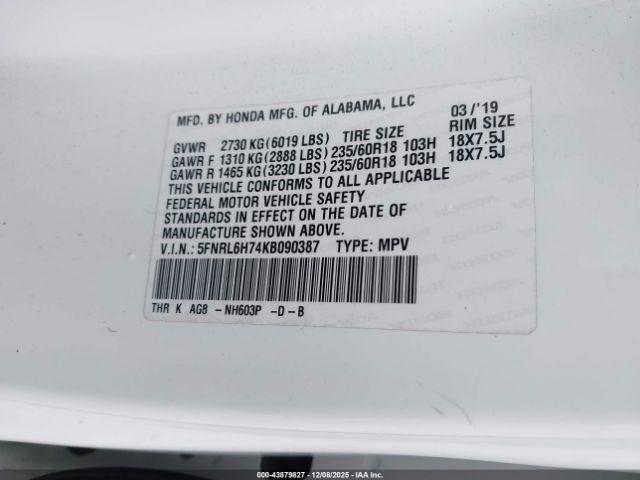 MFD. BY HONDA MFG. OF ALABAMA, LLC 03/'19
GVWR 2730 KG(6019 LBS) TIRE SIZE RIM SIZE
GAWR F 1310 KG(2888 LBS)235/60R18 103H 18X7.5J
GAWR R 1465 KG(3230 LBS)235/60R18 103H 18X7.5J
THIS VEHICLE CONFORMS TO ALL APPLICABLE
FEDERAL MOTOR VEHICLE SAFETY
STANDARDS IN EFFECT ON THE DATE OF
MANUFACTURE SHOWN ABOVE.
V.I.N.: 5FNRL6H74KB090387 TYPE: MPV
THR K AG8 -NH603P -D-B
000-43879827 - 12/08/2025 - IAA Inc.